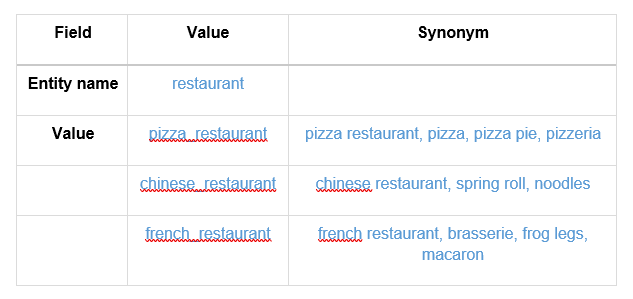 Field Value Synonym
Entity name restaurant
Value pizza_restaurant pizza restaurant, pizza, pizza pie, pizzeria
chinese_restaurant chinese restaurant, spring roll, noodles
french_restaurant french restaurant, brasserie, frog legs,
macaron